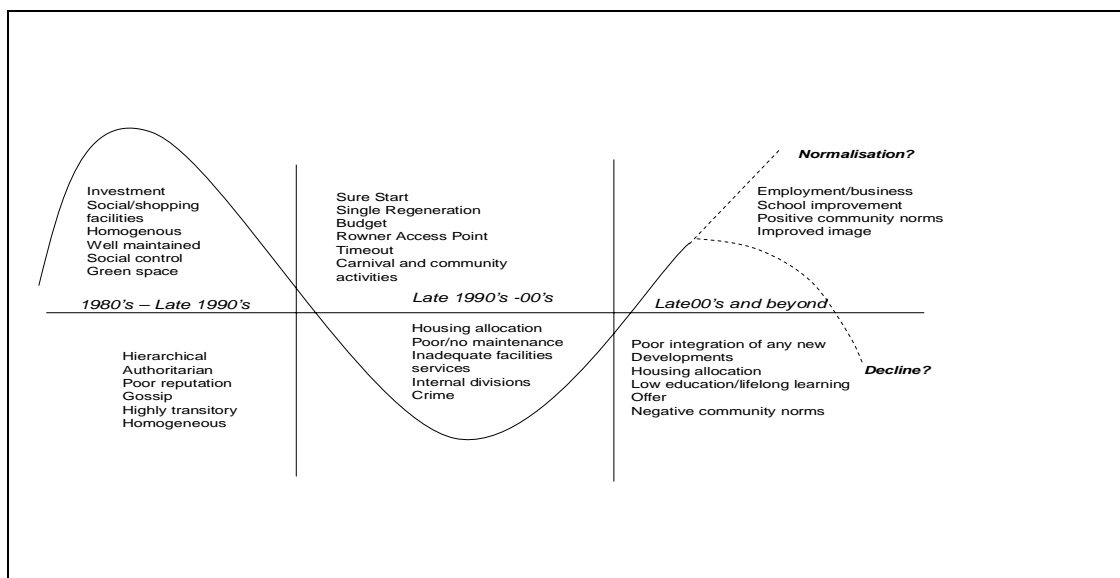 Investment
Social/shopping
facilities
Homogenous
Well maintained
Social control
Green space
1980's – Late 1990's
Hierarchical
Authoritarian
Poor reputation
Gossip
Highly transitory
Homogeneous
Sure Start
Single Regeneration
Budget
Rowner Access Point
Timeout
Carnival and community
activities
Late 1990's -00's
Housing allocation
Poor/no maintenance
Inadequate facilities
services
Internal divisions
Crime
Normalisation?
Employment/business
School improvement
Positive community norms
Improved image
Late00's and beyond
Poor integration of any new
Developments
Housing allocation
Low education/lifelong learning
Offer
Negative community norms
Decline?